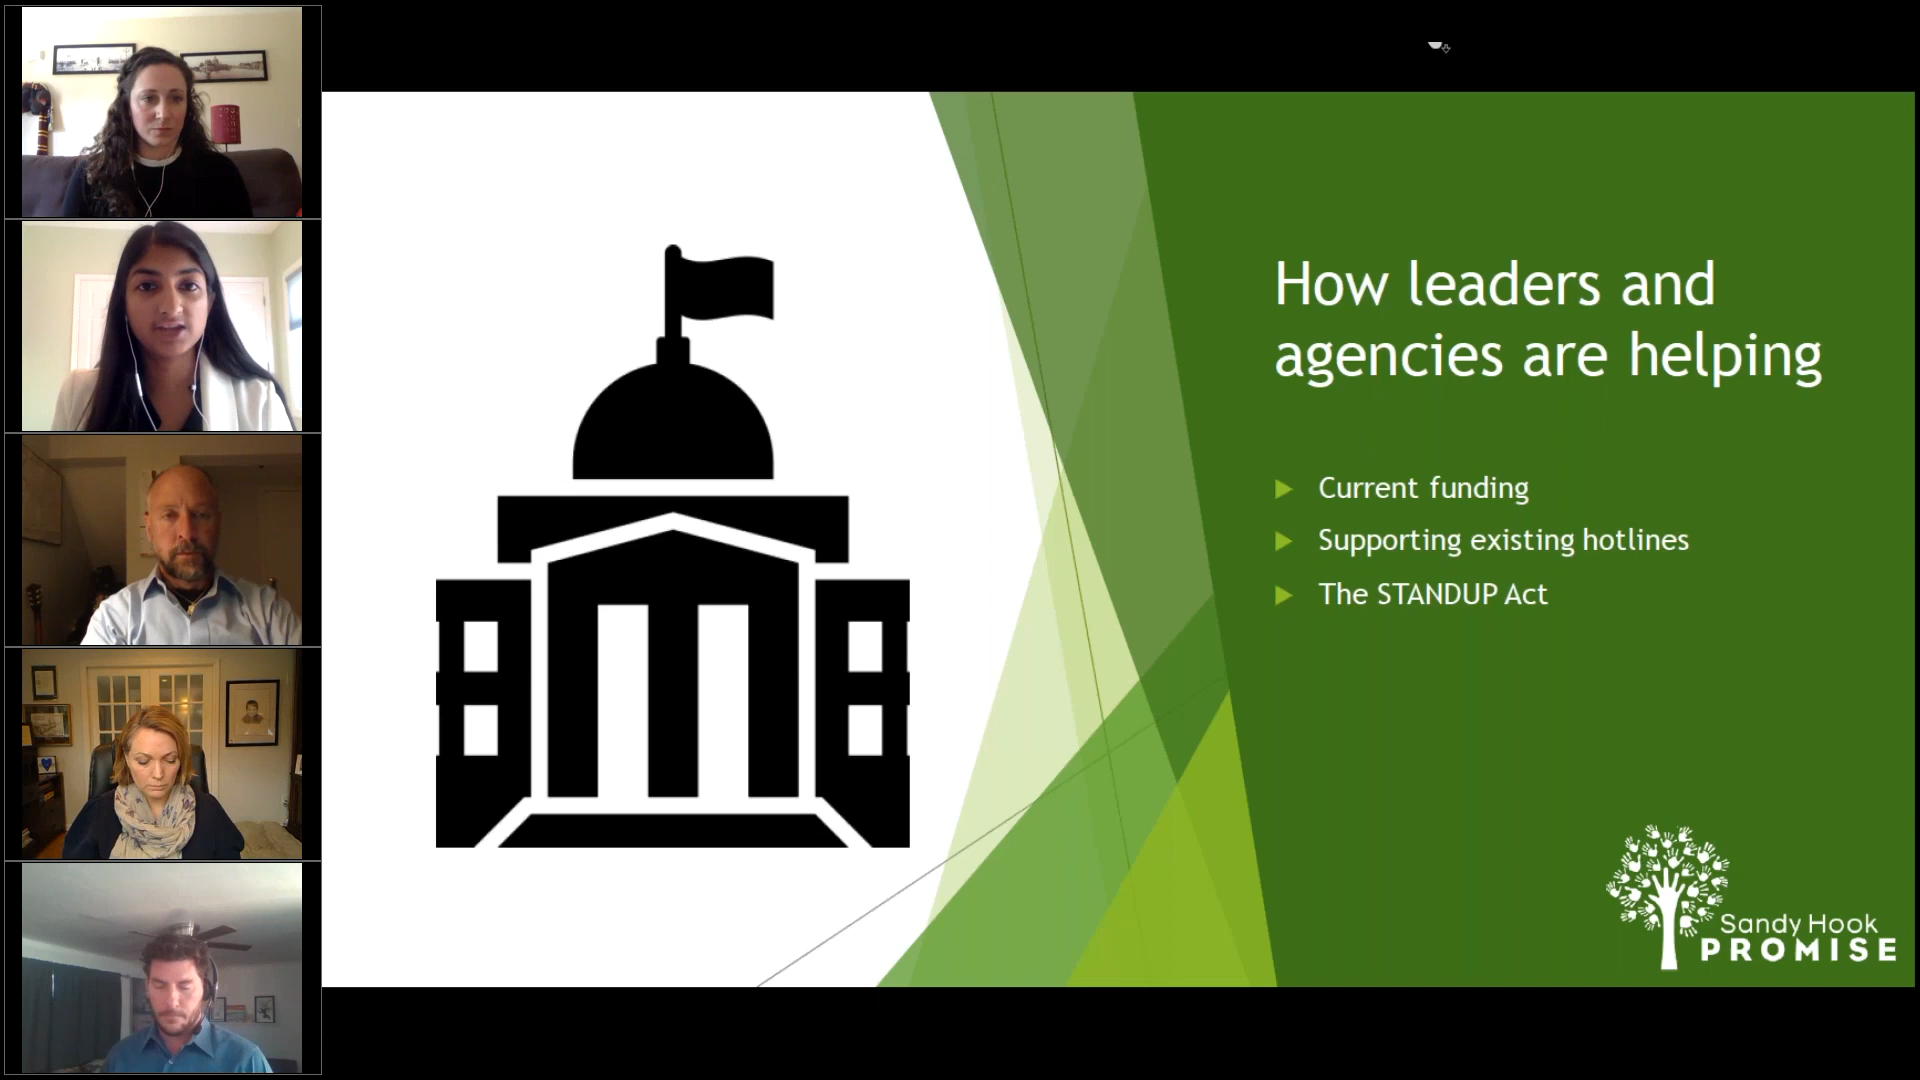 How leaders and
agencies are helping
Current funding
Supporting existing hotlines
The STANDUP Act
Sandy Hook
PROMISE